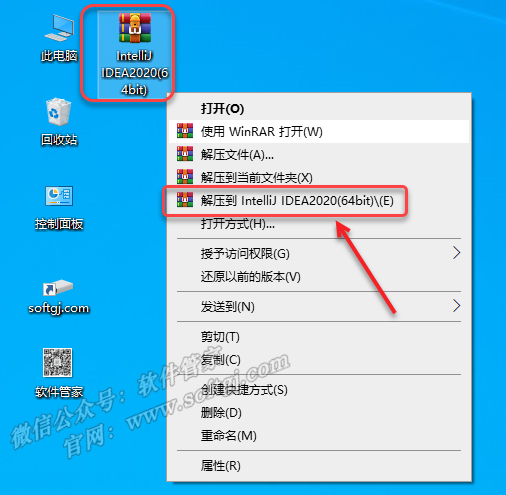 此电脑
IntelliJ
IDEA2020(6
4bit)
回收站
控制面板
softgj.com
软件管家
打开(O)
使用 WinRAR 打开(W)
解压文件(A)...
解压到当前文件夹(X)
解压到 IntelliJ IDEA2020(64bit)\(E)
打开方式(H)...
授予访问权限(G)
还原以前的版本(V)
发送到(N)
剪切(T)
复制(C)
创建快捷方式(S)
删除(D)
重命名(M)
属性(R)
微信公众号：软件管家
官网：www.softgj.com